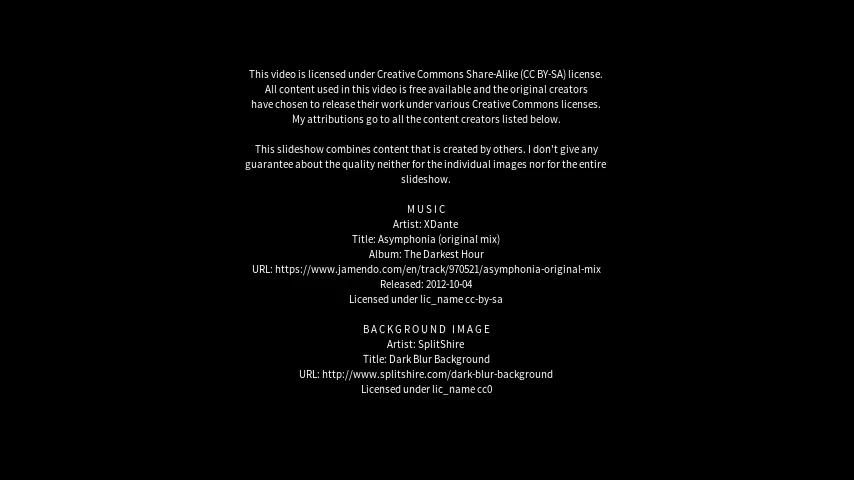 This video is licensed under Creative Commons Share-Alike (CC BY-SA) license.
All content used in this video is free available and the original creators
have chosen to release their work under various Creative Commons licenses.
My attributions go to all the content creators listed below.
This slideshow combines content that is created by others. I don't give any
guarantee about the quality neither for the individual images nor for the entire
slideshow.
MUSIC
Artist: XDante
Title: Asymphonia (original mix)
Album: The Darkest Hour
URL: https://www.jamendo.com/en/track/970521/asymphonia-original-mix
Released: 2012-10-04
Licensed under lic_name cc-by-sa
BACKGROUND IMAGE
Artist: SplitShire
Title: Dark Blur Background
URL: http://www.splitshire.com/dark-blur-background
Licensed under lic_name cc0